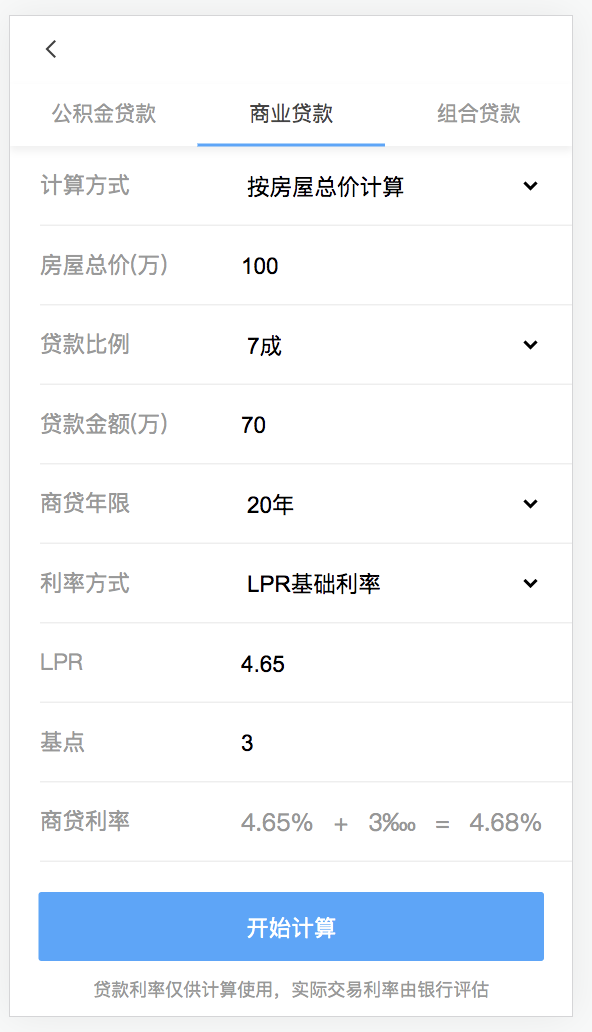 公积金贷款 商业贷款 组合贷款
计算方式 按房屋总价计算
房屋总价(万) 100
贷款比例 7成
贷款金额(万) 70
商贷年限 20年
利率方式 LPR基础利率
LPR 4.65
基点 3
商贷利率 4.65% + 3‱ = 4.68%
开始计算
贷款利率仅供计算使用，实际交易利率由银行评估